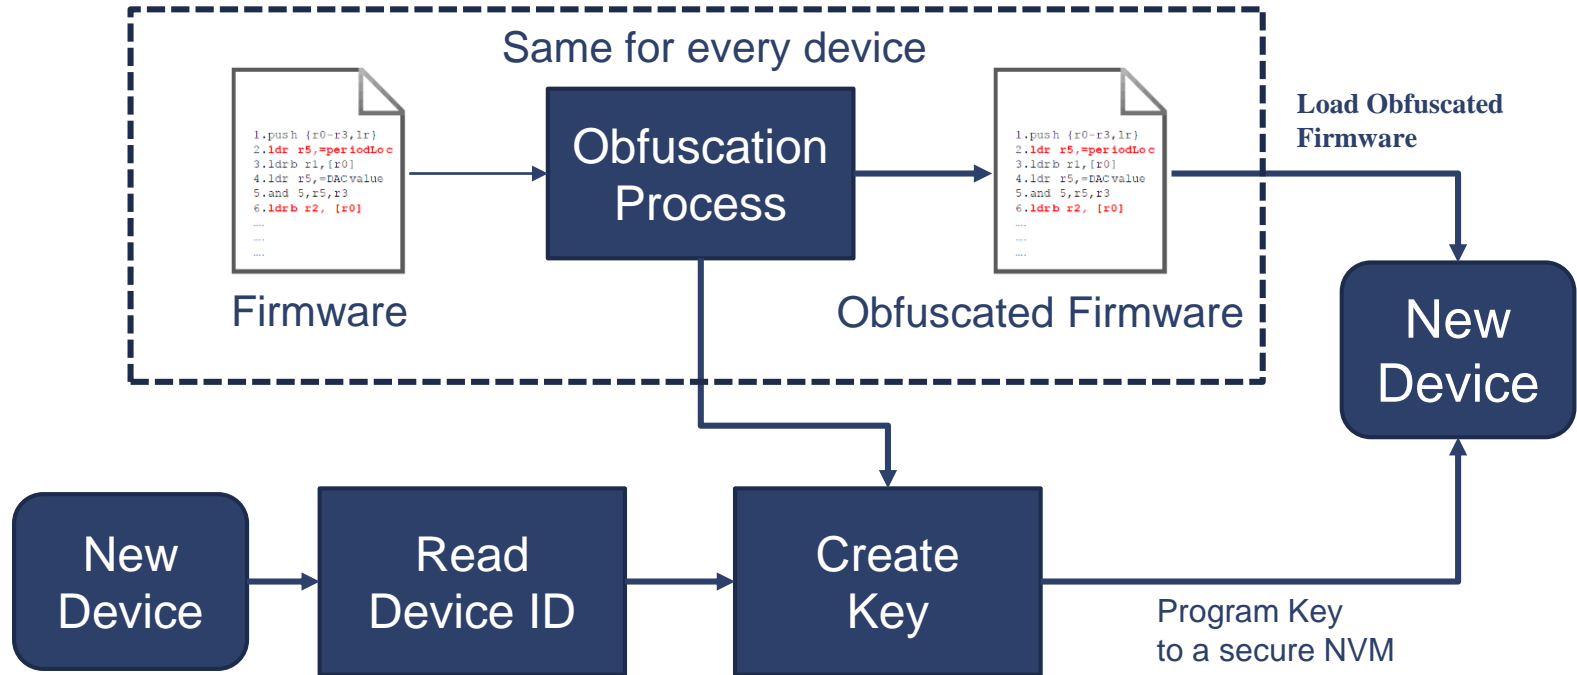 Same for every device
1.push {r0-r3,lr}
2.ldr r5,=periodLoc
3.ldrb r1,[r0]
4.ldr r5,=DACvalue
5.and 5,r5,r3
6.ldrb r2, [r0]
....
....
....
Firmware
Obfuscation
Process
1.push {r0-r3,lr}
2.ldr r5,=periodLoc
3.ldrb r1,[r0]
4.ldr r5,=DACvalue
5.and 5,r5,r3
6.ldrb r2, [r0]
....
....
....
Obfuscated Firmware
Load Obfuscated
Firmware
New
Device
New
Device
Read
Device ID
Create
Key
Program Key
to a secure NVM